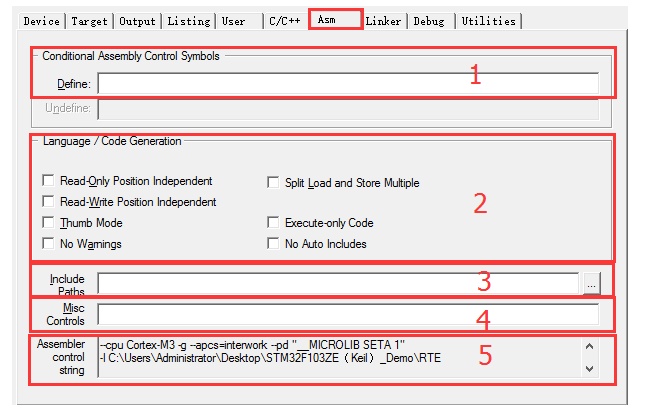 Device Target Output Listing User C/C++ Asm Linker Debug Utilities
Conditional Assembly Control Symbols
Define:
1
Undefine:
Language / Code Generation
Read-Only Position Independent
Split Load and Store Multiple
Read-Write Position Independent
2
Thumb Mode
Execute-only Code
No Warnings
No Auto Includes
Include
Paths
3
...
Misc
Controls
4
Assembler
control
string
--cpu Cortex-M3 -g --apcs=interwork --pd "__MICROLIB SETA 1"
-I C:\Users\Administrator\Desktop\STM32F103ZE（Keil）_Demo\RTE
5